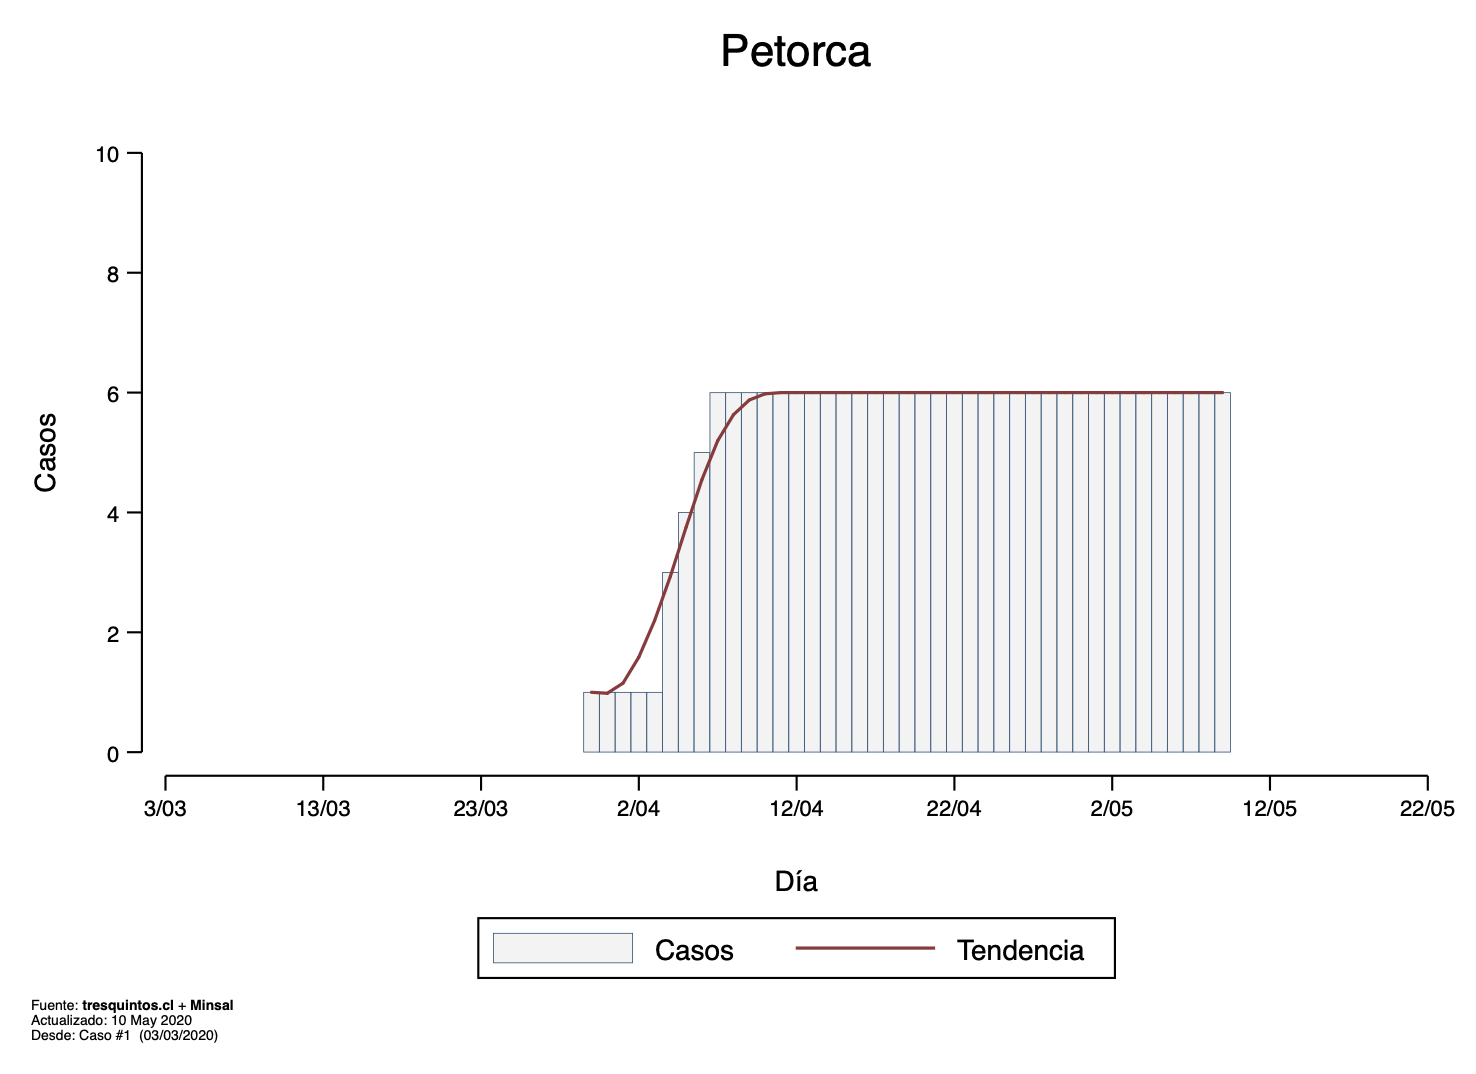 Petorca
10
8
6
4
2
0
Casos
3/03 13/03 23/03 2/04 12/04 22/04 2/05 12/05 22/05
Día
Casos Tendencia
Fuente: tresquintos.cl + Minsal
Actualizado: 10 May 2020
Desde: Caso #1 (03/03/2020)